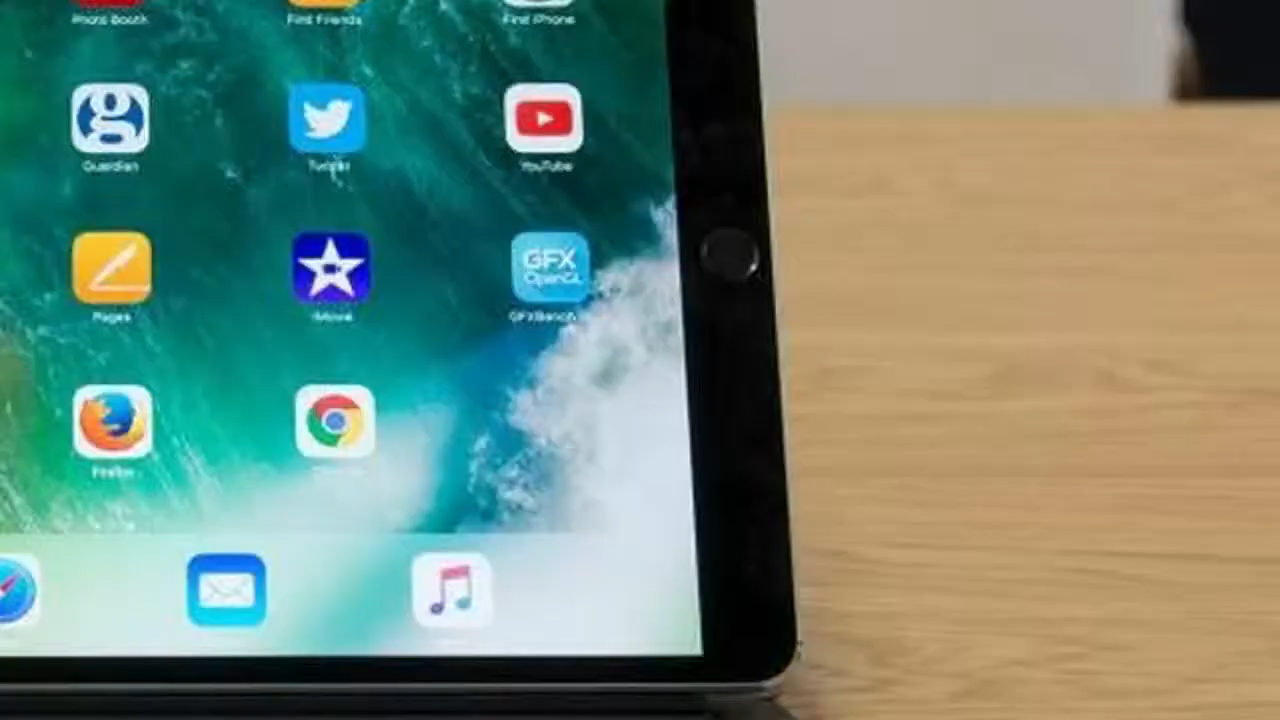 Photo Booth
Find Friends
Find iPhone
g
Guardian
Twitter
YouTube
GFX
OpenGL
Pages
iMovie
GFXBench
Firefox